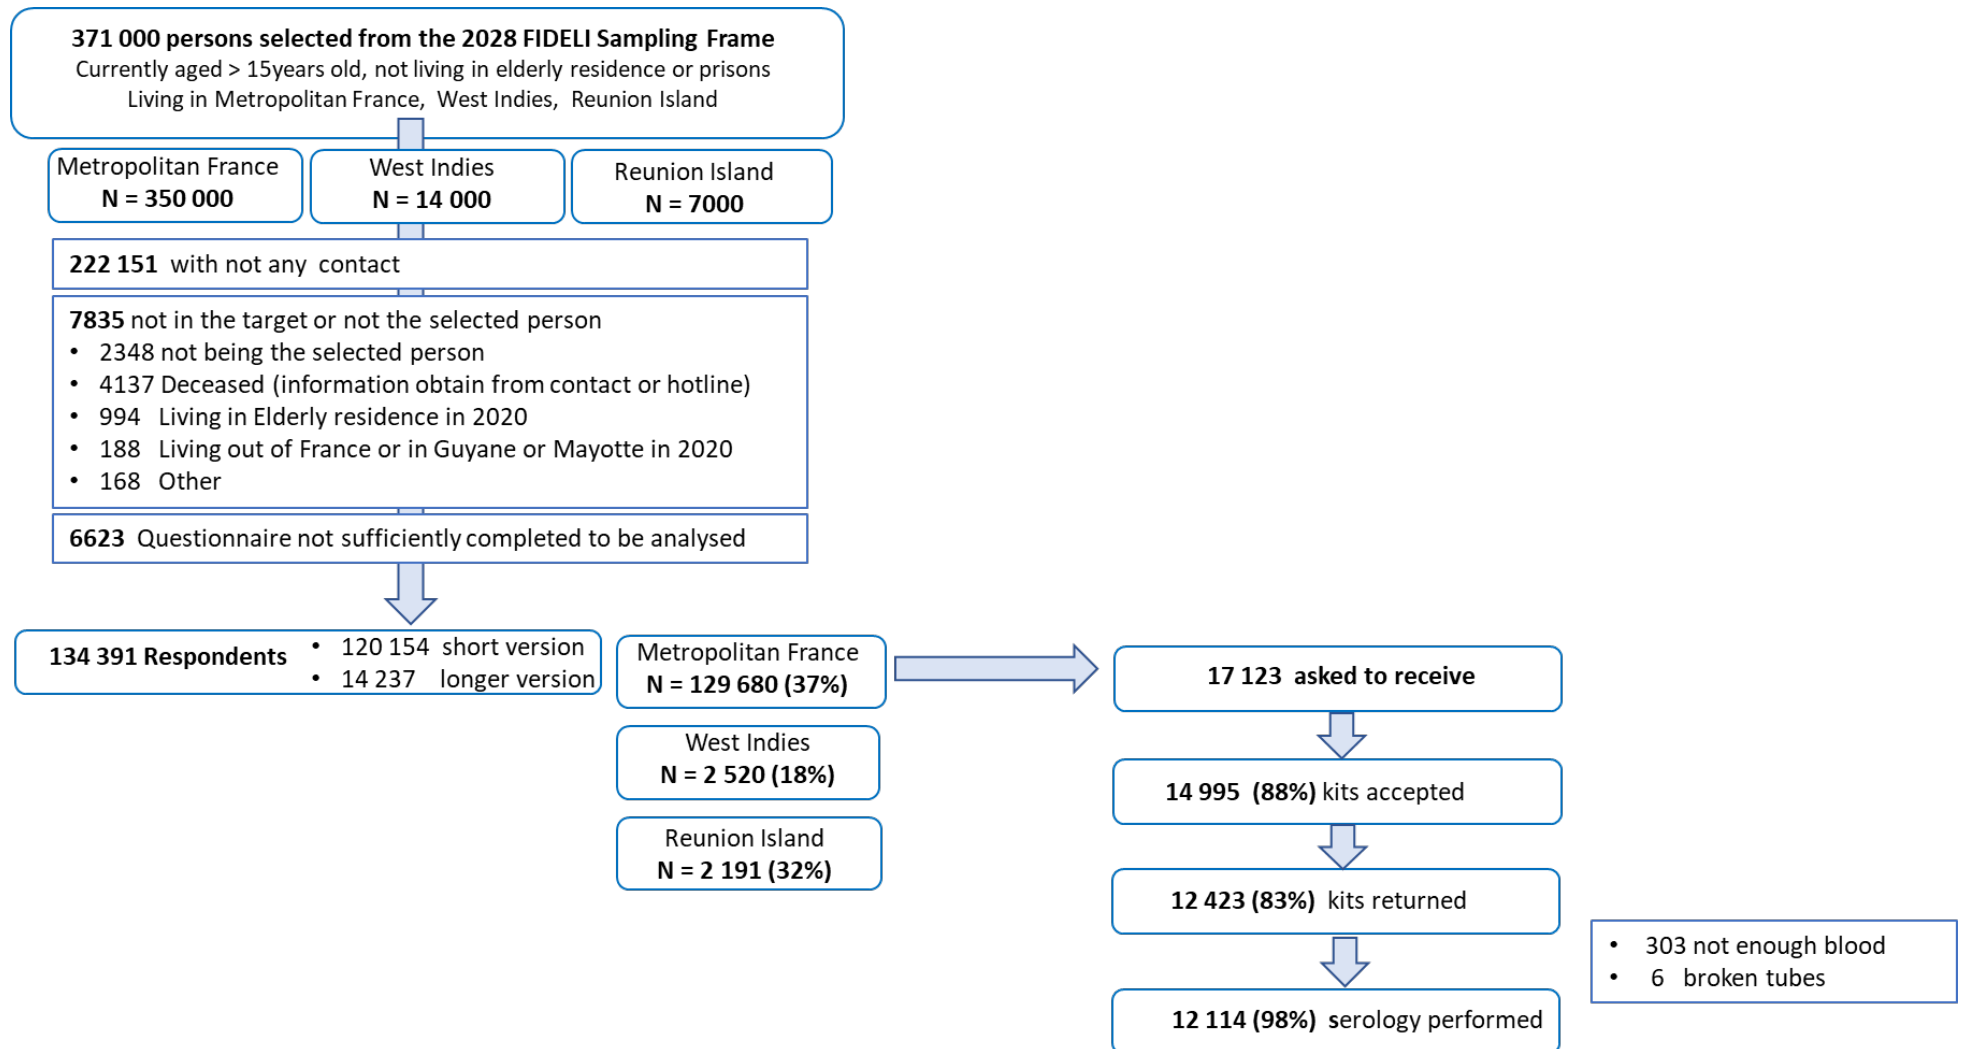 371 000 persons selected from the 2028 FIDELI Sampling Frame
Currently aged > 15years old, not living in elderly residence or prisons
Living in Metropolitan France, West Indies, Reunion Island
Metropolitan France
N = 350 000
West Indies
N = 14 000
Reunion Island
N = 7000
222 151 with not any contact
7835 not in the target or not the selected person
• 2348 not being the selected person
• 4137 Deceased (information obtain from contact or hotline)
• 994 Living in Elderly residence in 2020
• 188 Living out of France or in Guyane or Mayotte in 2020
• 168 Other
6623 Questionnaire not sufficiently completed to be analysed
134 391 Respondents
• 120 154 short version
• 14 237 longer version
Metropolitan France
N = 129 680 (37%)
West Indies
N = 2 520 (18%)
Reunion Island
N = 2 191 (32%)
17 123 asked to receive
14 995 (88%) kits accepted
12 423 (83%) kits returned
• 303 not enough blood
• 6 broken tubes
12 114 (98%) serology performed